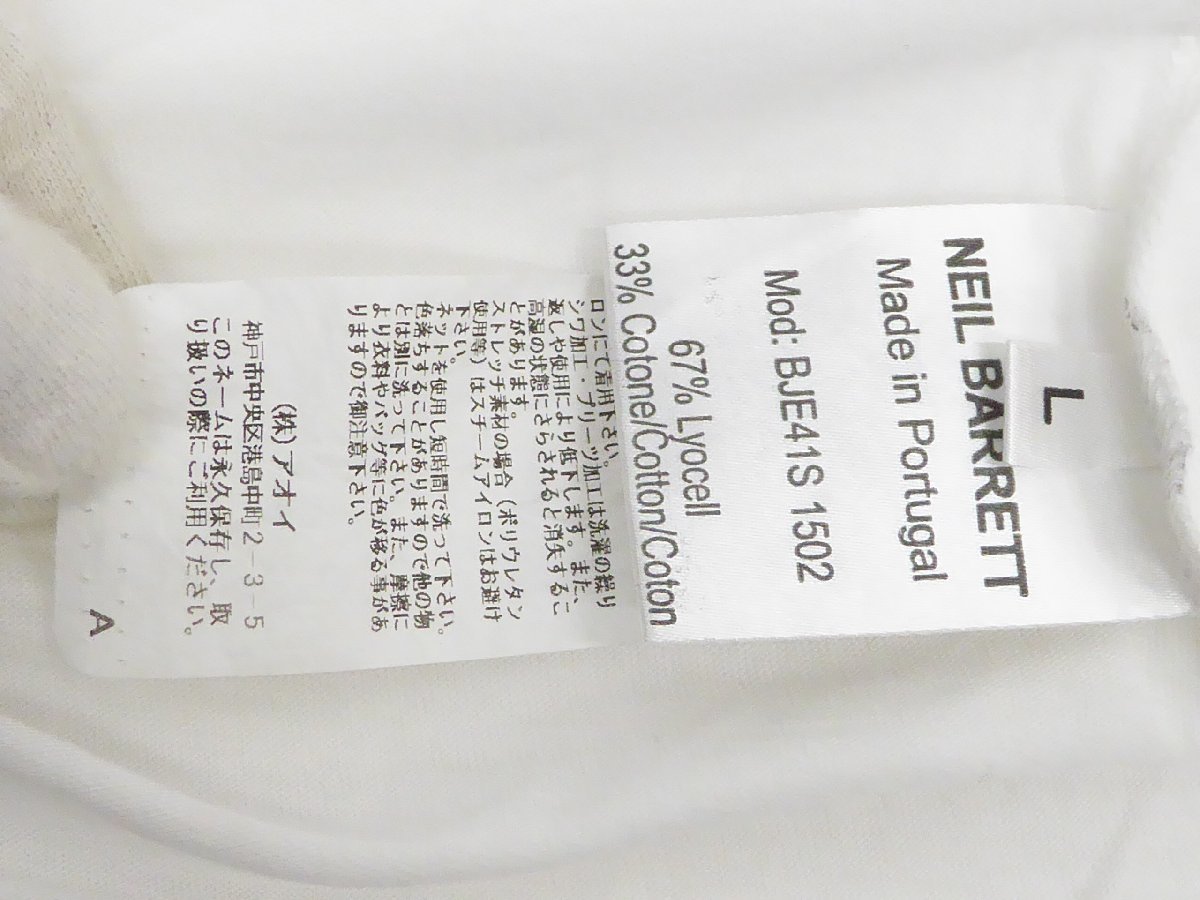 L
NEIL BARRETT
Made in Portugal
Mod: BJE41S 1502
67% Lyocell
33% Cotone/Cotton/Coton
ロンにて着用下さい。
シワ加工・プリーツ加工は洗濯の繰り
返しや使用により低下します。また、
高温の状態にさらされると消失するこ
とがあります。
ストレッチ素材の場合(ポリウレタン
使用等)はスチームアイロンはお避け
下さい。
ネットを使用し短時間で洗って下さい。
色落ちすることがありますので他の物
とは別に洗って下さい。また、摩擦に
より衣料やバッグ等に色が移る事があ
りますので御注意下さい。
(株)アオイ
神戸市中央区港島中町2-3-5
このネームは永久保存し、取
り扱いの際にご利用ください。
A